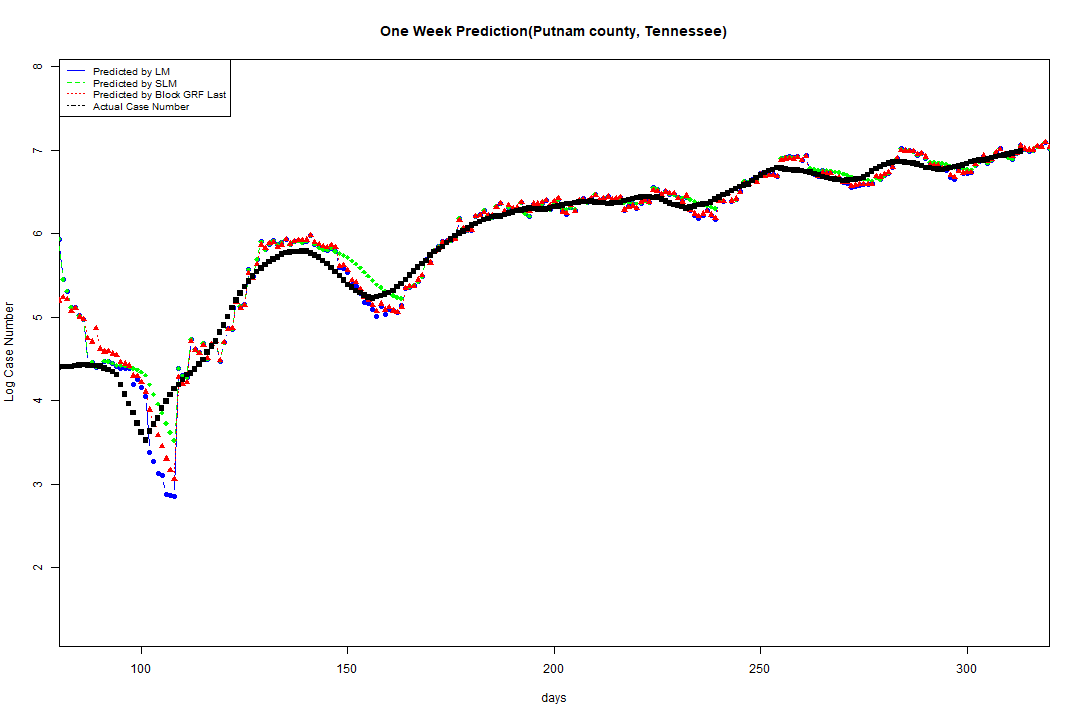 One Week Prediction(Putnam county, Tennessee)
Predicted by LM
Predicted by SLM
Predicted by Block GRF Last
Actual Case Number
8
7
6
5
4
3
2
Log Case Number
100 150 200 250 300
days